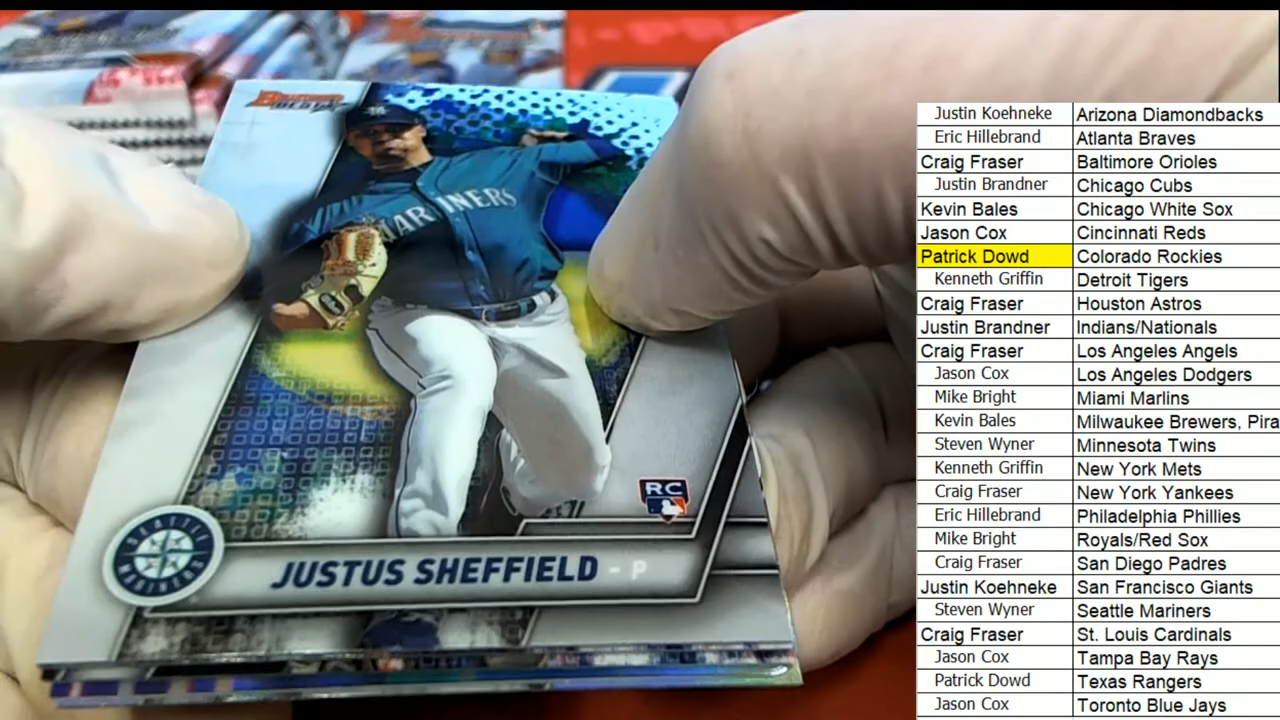 Bowman
BEST
MARINERS
RC
SEATTLE
MARINERS
JUSTUS SHEFFIELD - P
Justin Koehneke Arizona Diamondbacks
Eric Hillebrand Atlanta Braves
Craig Fraser Baltimore Orioles
Justin Brandner Chicago Cubs
Kevin Bales Chicago White Sox
Jason Cox Cincinnati Reds
Patrick Dowd Colorado Rockies
Kenneth Griffin Detroit Tigers
Craig Fraser Houston Astros
Justin Brandner Indians/Nationals
Craig Fraser Los Angeles Angels
Jason Cox Los Angeles Dodgers
Mike Bright Miami Marlins
Kevin Bales Milwaukee Brewers, Pira
Steven Wyner Minnesota Twins
Kenneth Griffin New York Mets
Craig Fraser New York Yankees
Eric Hillebrand Philadelphia Phillies
Mike Bright Royals/Red Sox
Craig Fraser San Diego Padres
Justin Koehneke San Francisco Giants
Steven Wyner Seattle Mariners
Craig Fraser St. Louis Cardinals
Jason Cox Tampa Bay Rays
Patrick Dowd Texas Rangers
Jason Cox Toronto Blue Jays